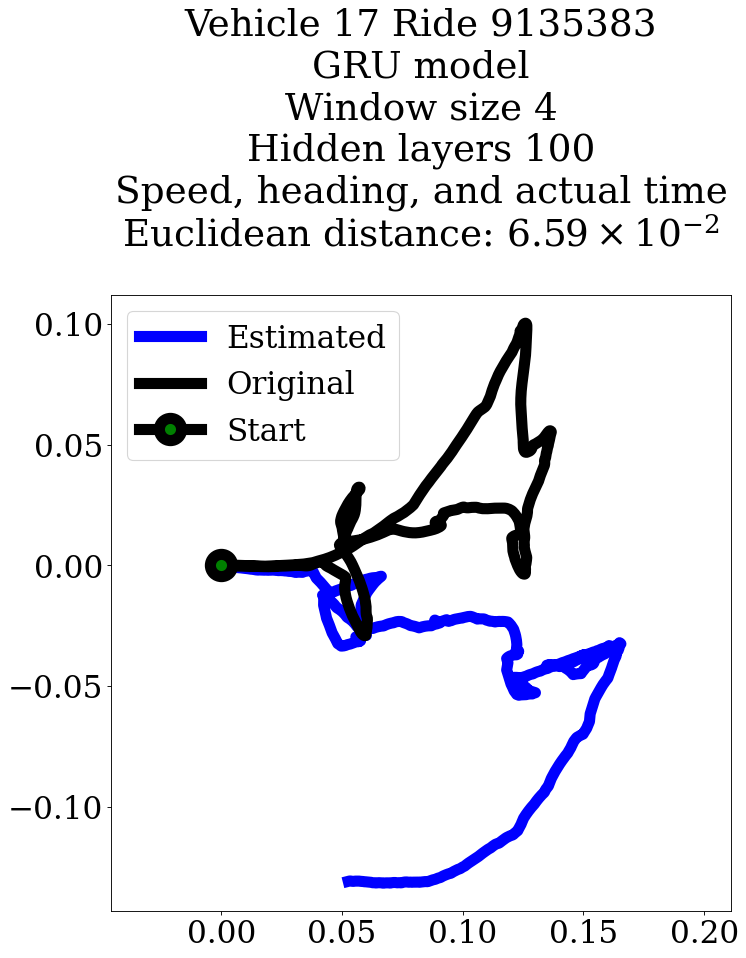 Vehicle 17 Ride 9135383
GRU model
Window size 4
Hidden layers 100
Speed, heading, and actual time
Euclidean distance: 6.59 × 10⁻²
Estimated
Original
Start
0.10
0.05
0.00
−0.05
−0.10
0.00 0.05 0.10 0.15 0.20